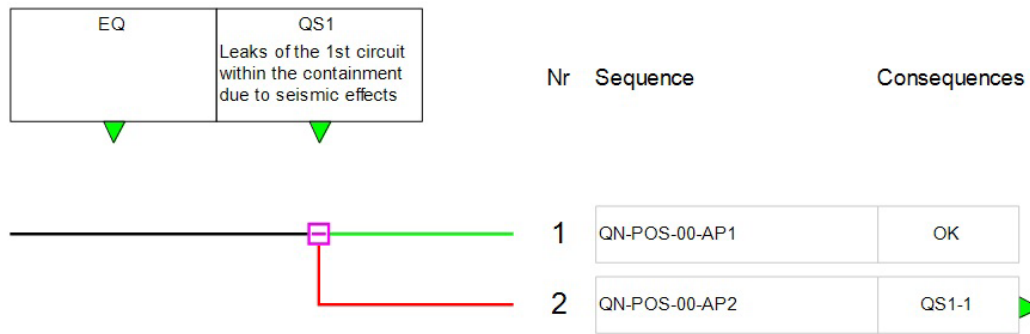 EQ
QS1
Leaks of the 1st circuit
within the containment
due to seismic effects
Nr Sequence Consequences
1 QN-POS-00-AP1 OK
2 QN-POS-00-AP2 QS1-1